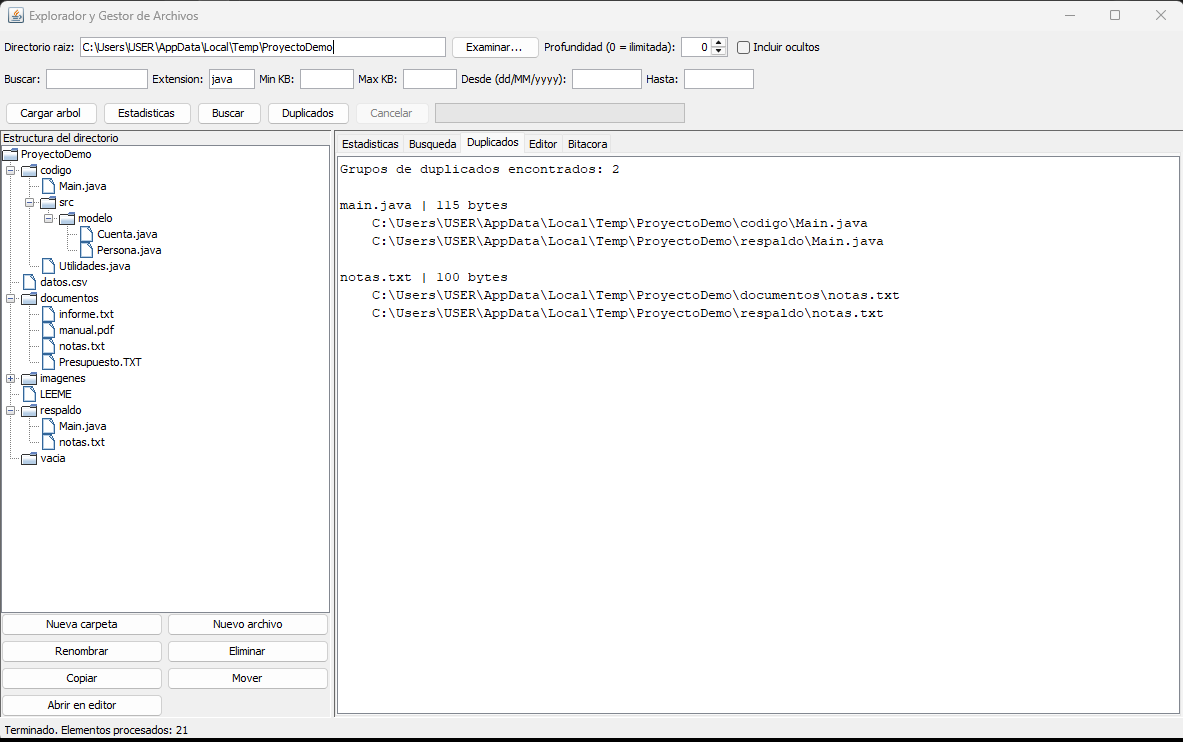 Explorador y Gestor de Archivos
Directorio raiz: C:\Users\USER\AppData\Local\Temp\ProyectoDemo Examinar... Profundidad (0 = ilimitada): 0 Incluir ocultos
Buscar: Extension: java Min KB: Max KB: Desde (dd/MM/yyyy): Hasta:
Cargar arbol Estadisticas Buscar Duplicados Cancelar
Estructura del directorio
ProyectoDemo
codigo
Main.java
src
modelo
Cuenta.java
Persona.java
Utilidades.java
datos.csv
documentos
informe.txt
manual.pdf
notas.txt
Presupuesto.TXT
imagenes
LEEME
respaldo
Main.java
notas.txt
vacia
Nueva carpeta Nuevo archivo
Renombrar Eliminar
Copiar Mover
Abrir en editor
Estadisticas Busqueda Duplicados Editor Bitacora
Grupos de duplicados encontrados: 2
main.java | 115 bytes
C:\Users\USER\AppData\Local\Temp\ProyectoDemo\codigo\Main.java
C:\Users\USER\AppData\Local\Temp\ProyectoDemo\respaldo\Main.java
notas.txt | 100 bytes
C:\Users\USER\AppData\Local\Temp\ProyectoDemo\documentos\notas.txt
C:\Users\USER\AppData\Local\Temp\ProyectoDemo\respaldo\notas.txt
Terminado. Elementos procesados: 21